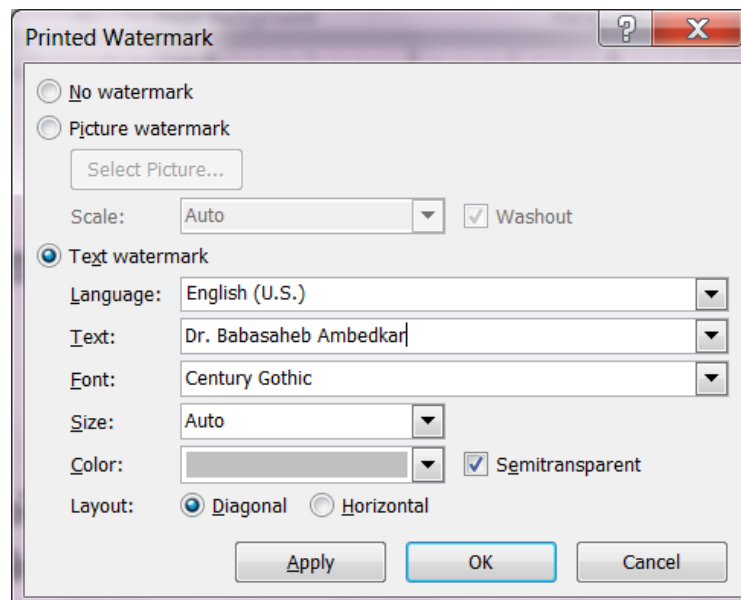 Printed Watermark
No watermark
Picture watermark
Select Picture...
Scale: Auto Washout
Text watermark
Language: English (U.S.)
Text: Dr. Babasaheb Ambedkar
Font: Century Gothic
Size: Auto
Color: Semitransparent
Layout: Diagonal Horizontal
Apply OK Cancel